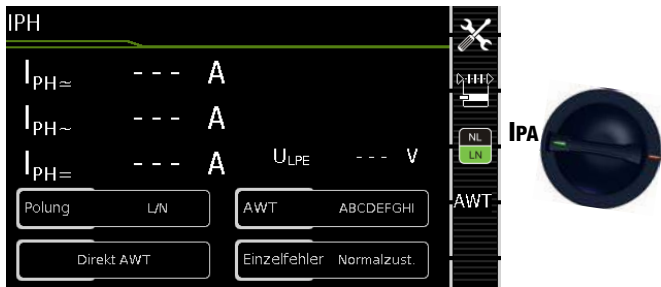 IPH
IPH≃ - - - A
IPH~ - - - A
IPH= - - - A
ULPE - - - V
Polung L/N
AWT ABCDEFGHI
Direkt AWT
Einzelfehler Normalzust.
NL
LN
AWT
IPA